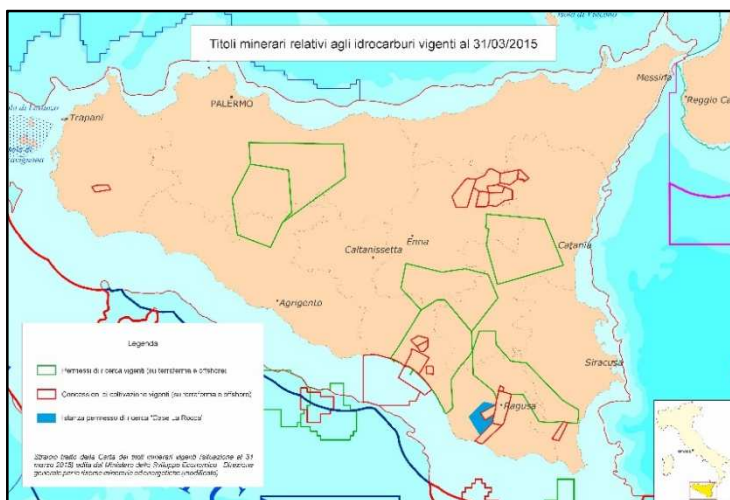 Titoli minerari relativi agli idrocarburi vigenti al 31/03/2015
Messina
Reggio Ca
PALERMO
Trapani
Enna
Caltanissetta
Catania
Agrigento
Siracusa
Ragusa
Legenda
Permessi di ricerca vigenti (su terraferma e offshore)
Concessioni di coltivazione vigenti (su terraferma e offshore)
Istanza permesso di ricerca "Case La Rocca"
Stralcio tratto dalla Carta dei titoli minerari vigenti (situazione al 31
marzo 2015) edita dal Ministero dello Sviluppo Economico - Direzione
generale per le risorse minerarie ed energetiche (modificata)